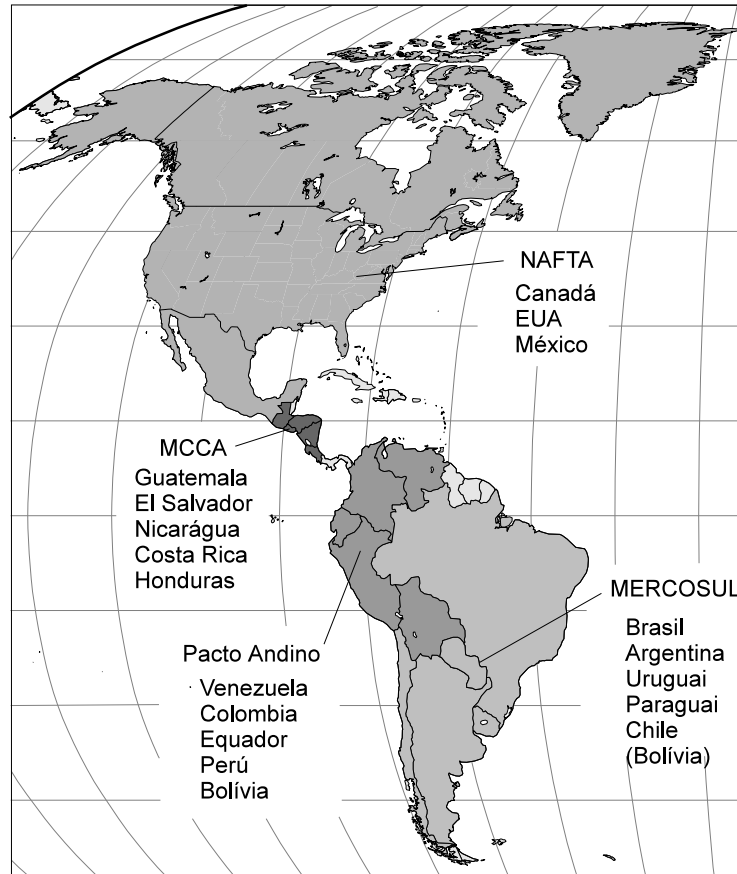 NAFTA
Canadá
EUA
México
MCCA
Guatemala
El Salvador
Nicarágua
Costa Rica
Honduras
MERCOSUL
Brasil
Argentina
Uruguai
Paraguai
Chile
(Bolívia)
Pacto Andino
Venezuela
Colombia
Equador
Perú
Bolívia